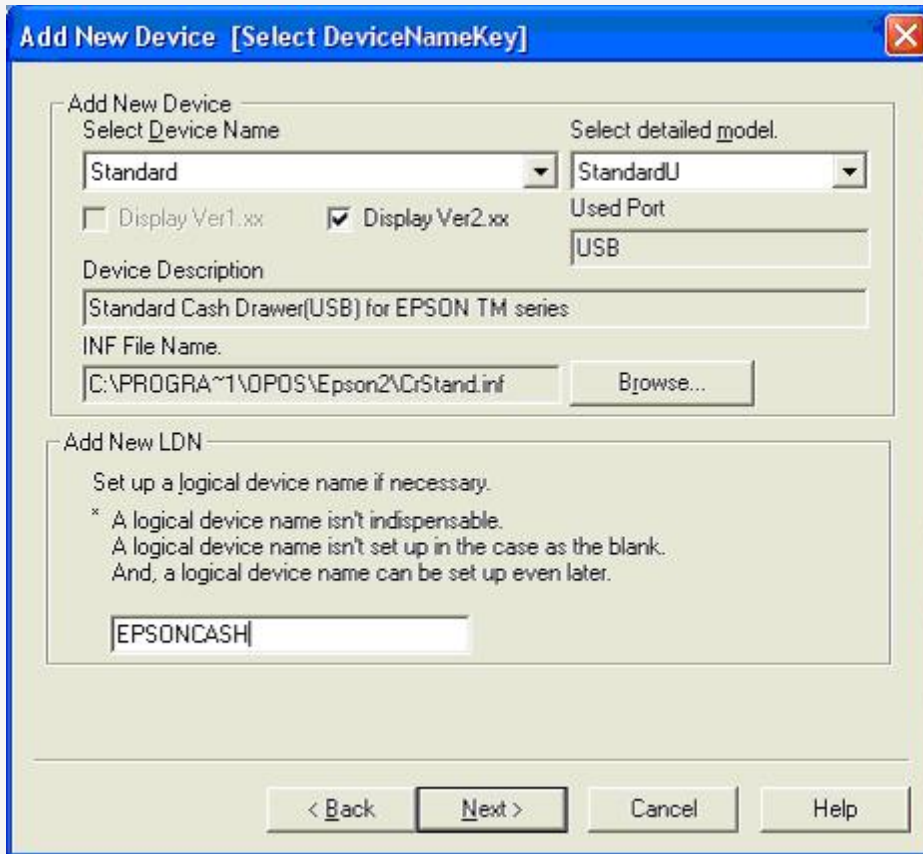 Add New Device [Select DeviceNameKey]
Add New Device
Select Device Name
Select detailed model.
Standard
StandardU
Display Ver1.xx
Display Ver2.xx
Used Port
USB
Device Description
Standard Cash Drawer(USB) for EPSON TM series
INF File Name.
C:\PROGRA~1\OPOS\Epson2\CrStand.inf
Browse...
Add New LDN
Set up a logical device name if necessary.
* A logical device name isn't indispensable.
A logical device name isn't set up in the case as the blank.
And, a logical device name can be set up even later.
EPSONCASH
< Back
Next >
Cancel
Help